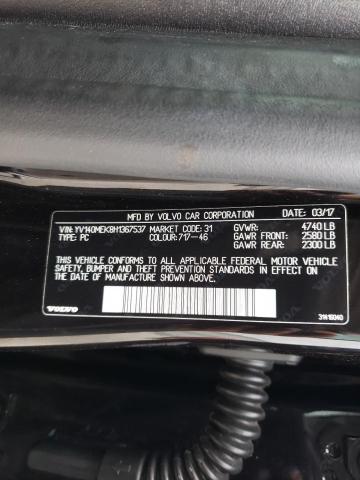 MFD BY VOLVO CAR CORPORATION DATE: 03/17
VIN: YV140MEK8H1367537 MARKET CODE: 31 GVWR: 4740 LB
TYPE: PC COLOUR: 717-46 GAWR FRONT: 2580 LB
GAWR REAR: 2300 LB
THIS VEHICLE CONFORMS TO ALL APPLICABLE FEDERAL MOTOR VEHICLE
SAFETY, BUMPER AND THEFT PREVENTION STANDARDS IN EFFECT ON THE
DATE OF MANUFACTURE SHOWN ABOVE
VOLVO 31416040